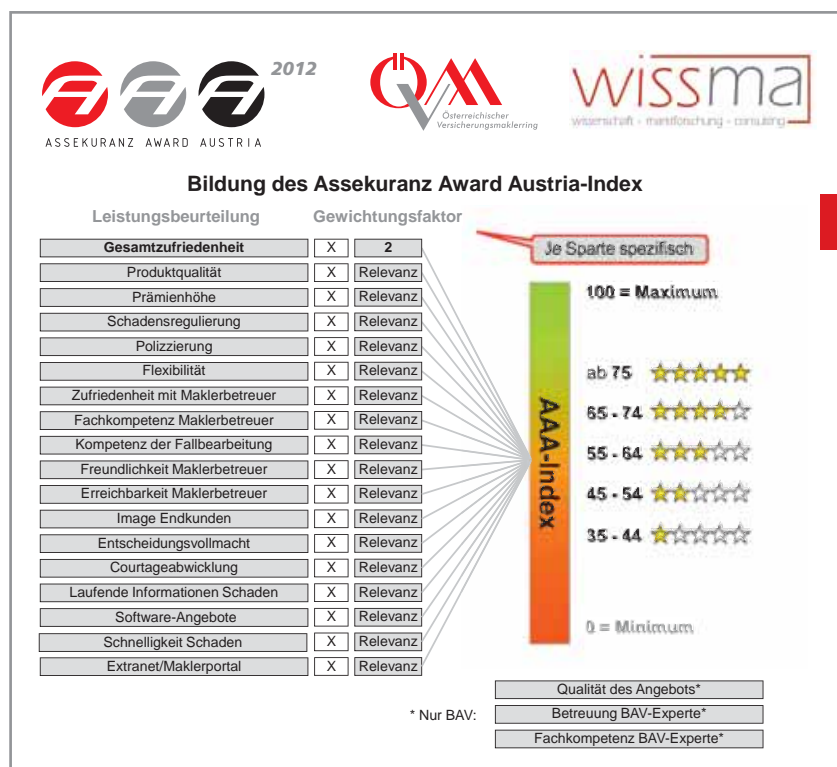 2012
ASSEKURANZ AWARD AUSTRIA
ÖVM
Österreichischer
Versicherungsmaklerring
wissma
wissenschaft - marktforschung - consulting
Bildung des Assekuranz Award Austria-Index
Leistungsbeurteilung Gewichtungsfaktor
Je Sparte spezifisch
Gesamtzufriedenheit X 2
Produktqualität X Relevanz
Prämienhöhe X Relevanz
Schadensregulierung X Relevanz
Polizzierung X Relevanz
Flexibilität X Relevanz
Zufriedenheit mit Maklerbetreuer X Relevanz
Fachkompetenz Maklerbetreuer X Relevanz
Kompetenz der Fallbearbeitung X Relevanz
Freundlichkeit Maklerbetreuer X Relevanz
Erreichbarkeit Maklerbetreuer X Relevanz
Image Endkunden X Relevanz
Entscheidungsvollmacht X Relevanz
Courtageabwicklung X Relevanz
Laufende Informationen Schaden X Relevanz
Software-Angebote X Relevanz
Schnelligkeit Schaden X Relevanz
Extranet/Maklerportal X Relevanz
AAA-Index
100 = Maximum
ab 75
65 - 74
55 - 64
45 - 54
35 - 44
0 = Minimum
* Nur BAV:
Qualität des Angebots*
Betreuung BAV-Experte*
Fachkompetenz BAV-Experte*